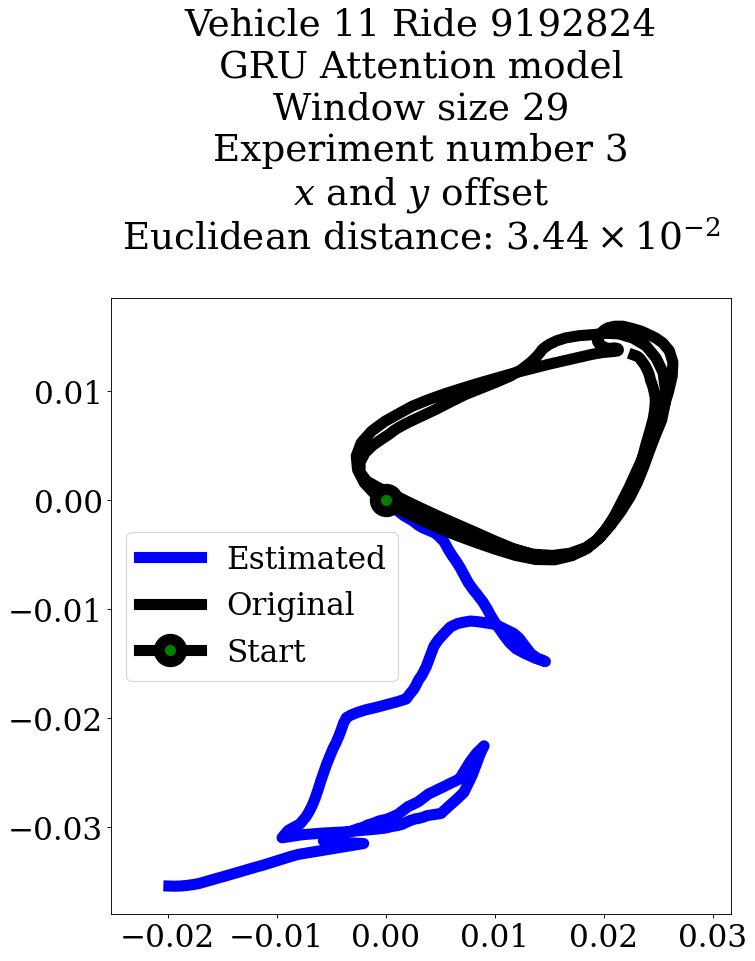 Vehicle 11 Ride 9192824
GRU Attention model
Window size 29
Experiment number 3
x and y offset
Euclidean distance: 3.44 × 10⁻²
0.01
0.00
−0.01
−0.02
−0.03
Estimated
Original
Start
−0.02 −0.01 0.00 0.01 0.02 0.03